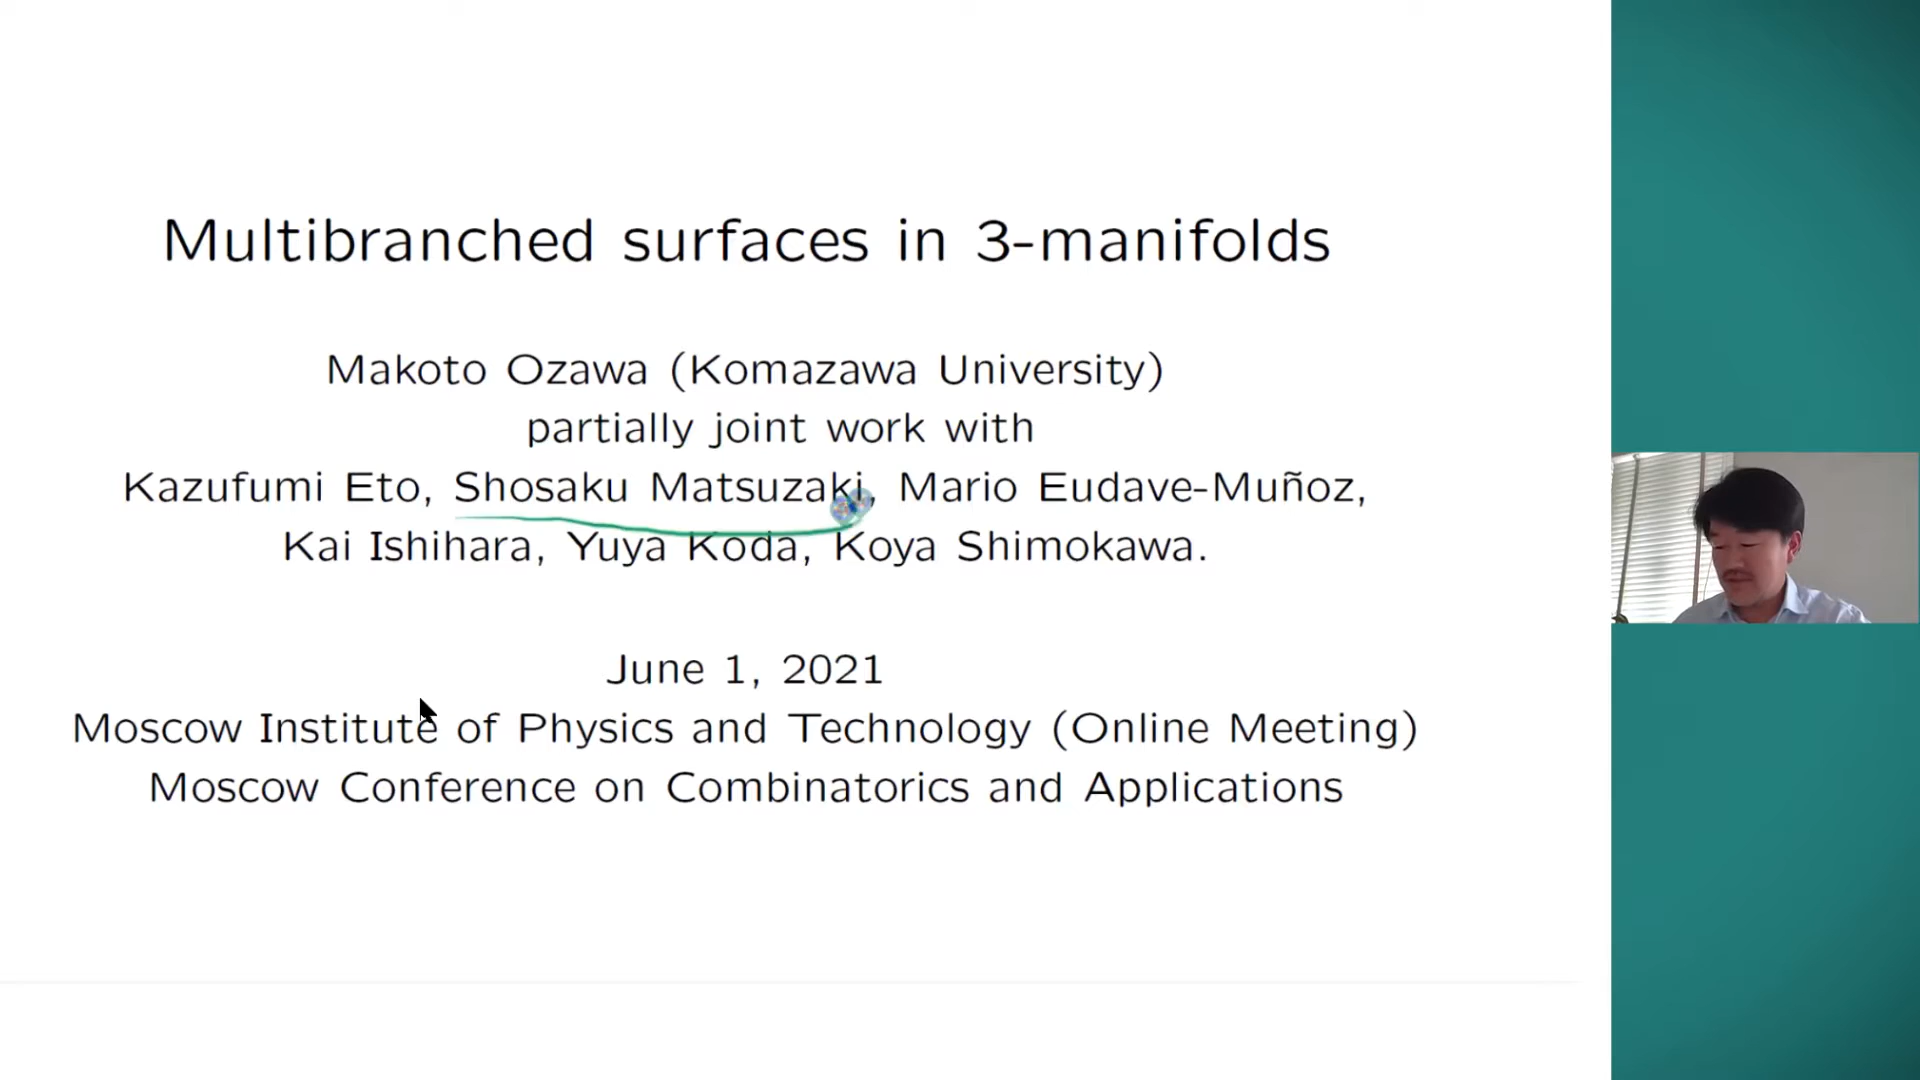 Multibranched surfaces in 3-manifolds
Makoto Ozawa (Komazawa University)
partially joint work with
Kazufumi Eto, Shosaku Matsuzaki, Mario Eudave-Muñoz,
Kai Ishihara, Yuya Koda, Koya Shimokawa.
June 1, 2021
Moscow Institute of Physics and Technology (Online Meeting)
Moscow Conference on Combinatorics and Applications